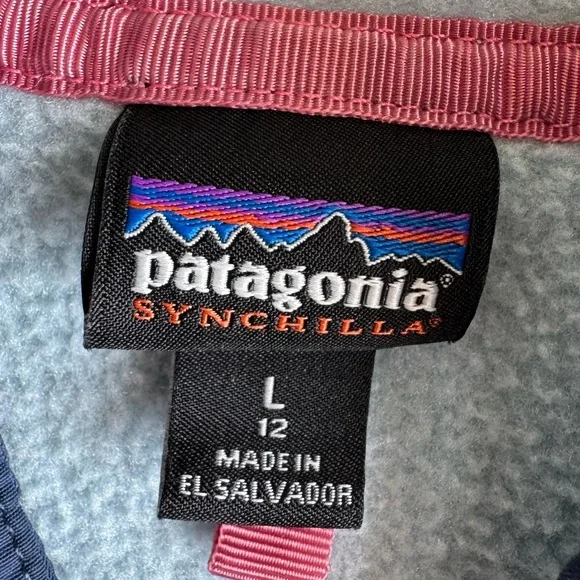 patagonia®
SYNCHILLA®
L
12
MADE IN
EL SALVADOR